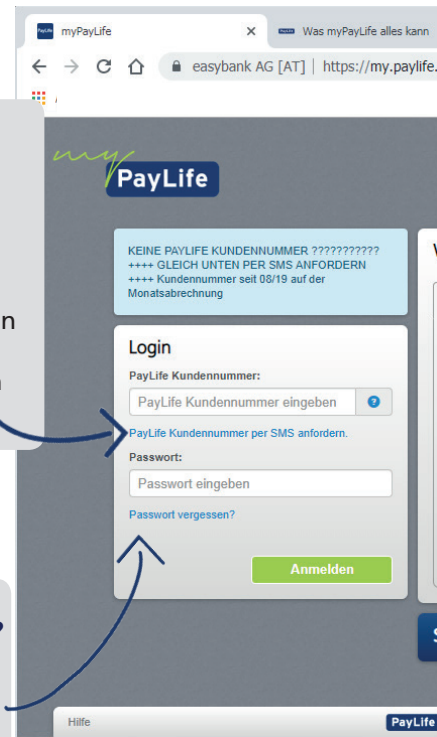 myPayLife
Was myPayLife alles kann
easybank AG [AT] | https://my.paylife.
my
PayLife
KEINE PAYLIFE KUNDENNUMMER ???????????
++++ GLEICH UNTEN PER SMS ANFORDERN
++++ Kundennummer seit 08/19 auf der
Monatsabrechnung
Login
PayLife Kundennummer:
PayLife Kundennummer eingeben
PayLife Kundennummer per SMS anfordern.
Passwort:
Passwort eingeben
Passwort vergessen?
Anmelden
Hilfe
PayLife